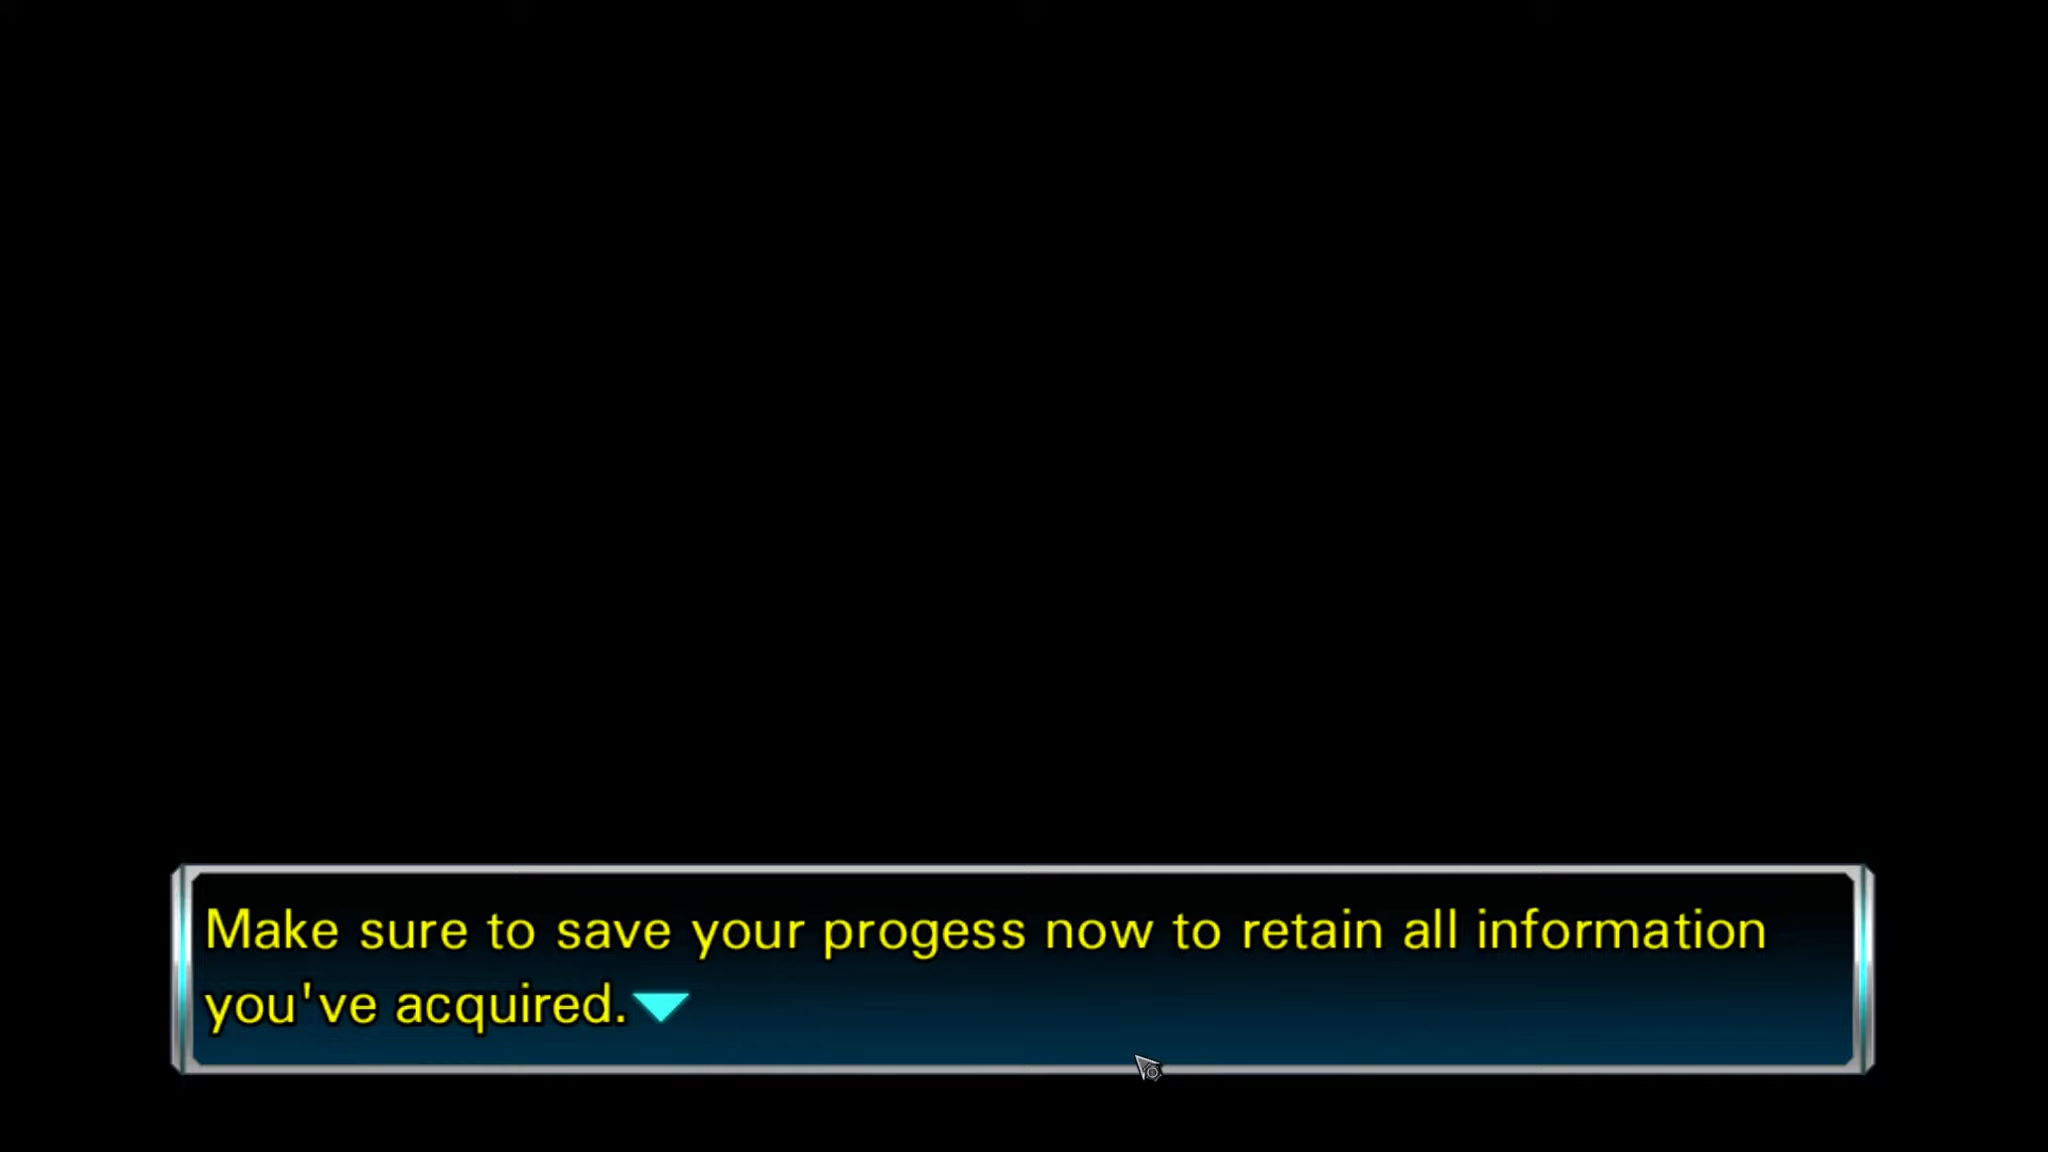 Make sure to save your progess now to retain all information
you've acquired.